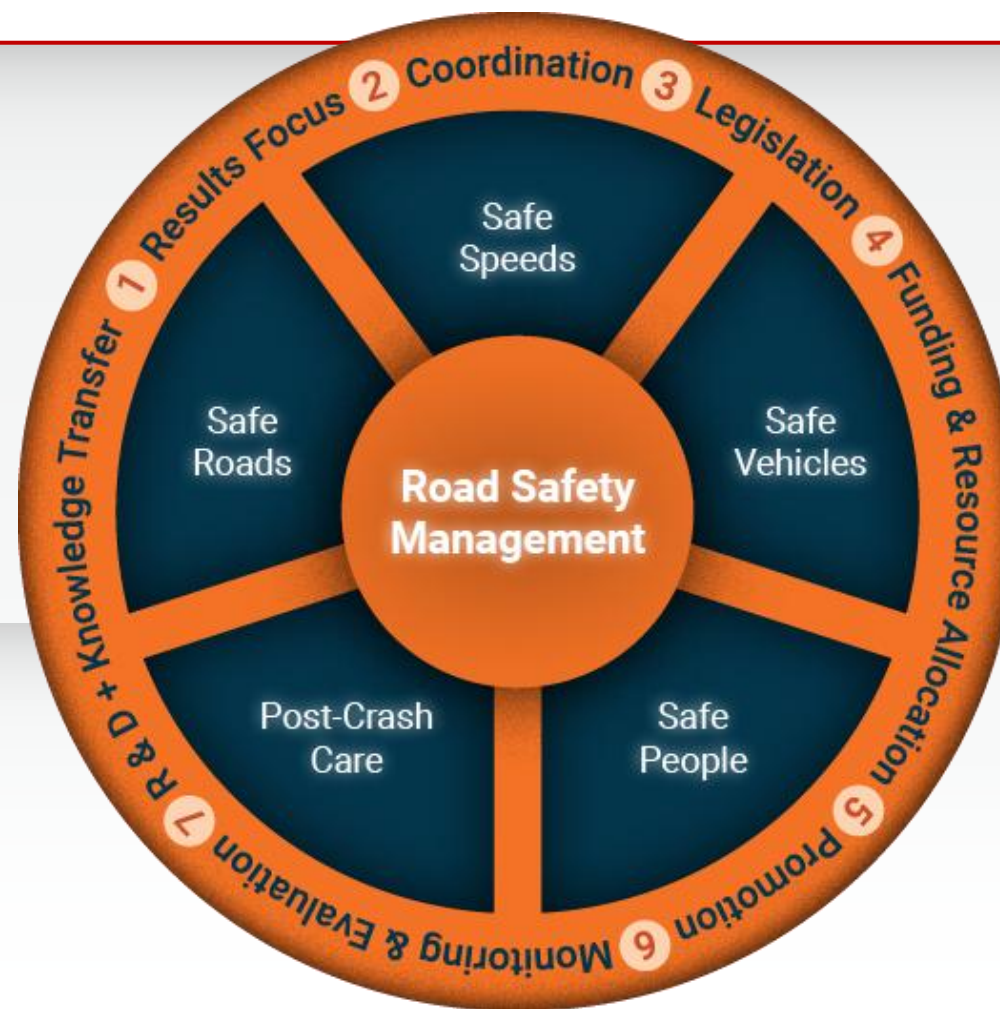 1 Results Focus
2 Coordination
3 Legislation
4 Funding & Resource Allocation
5 Promotion
6 Monitoring & Evaluation
7 R & D + Knowledge Transfer
Safe
Speeds
Safe
Roads
Safe
Vehicles
Road Safety
Management
Post-Crash
Care
Safe
People